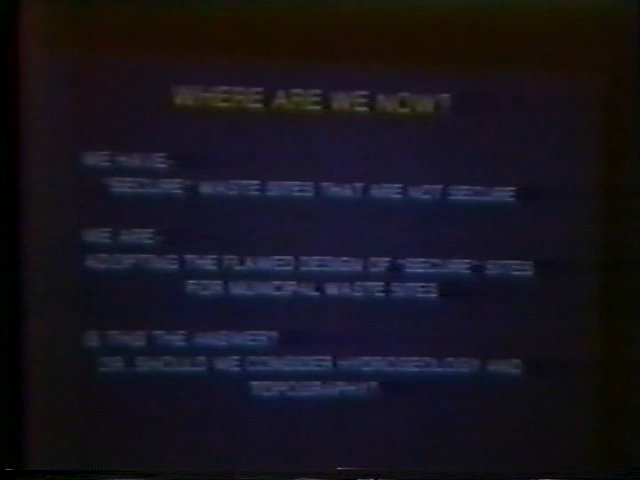 WHERE ARE WE NOW?
WE HAVE:
"SECURE" WASTE SITES THAT ARE NOT SECURE
WE ARE:
ADOPTING THE FLAWED DESIGN OF "SECURE" SITES
FOR MUNICIPAL WASTE SITES
IS THIS THE ANSWER?
OR, SHOULD WE CONSIDER HYDROGEOLOGY AND
TOPOGRAPHY?